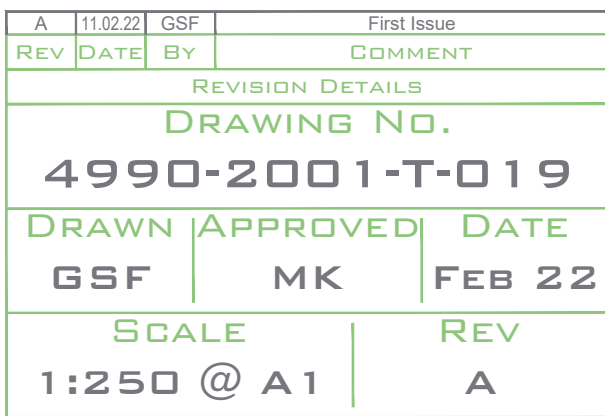 A 11.02.22 GSF First Issue
Rev Date By Comment
Revision Details
Drawing No.
4990-2001-T-019
Drawn Approved Date
GSF MK Feb 22
Scale Rev
1:250 @ A1 A